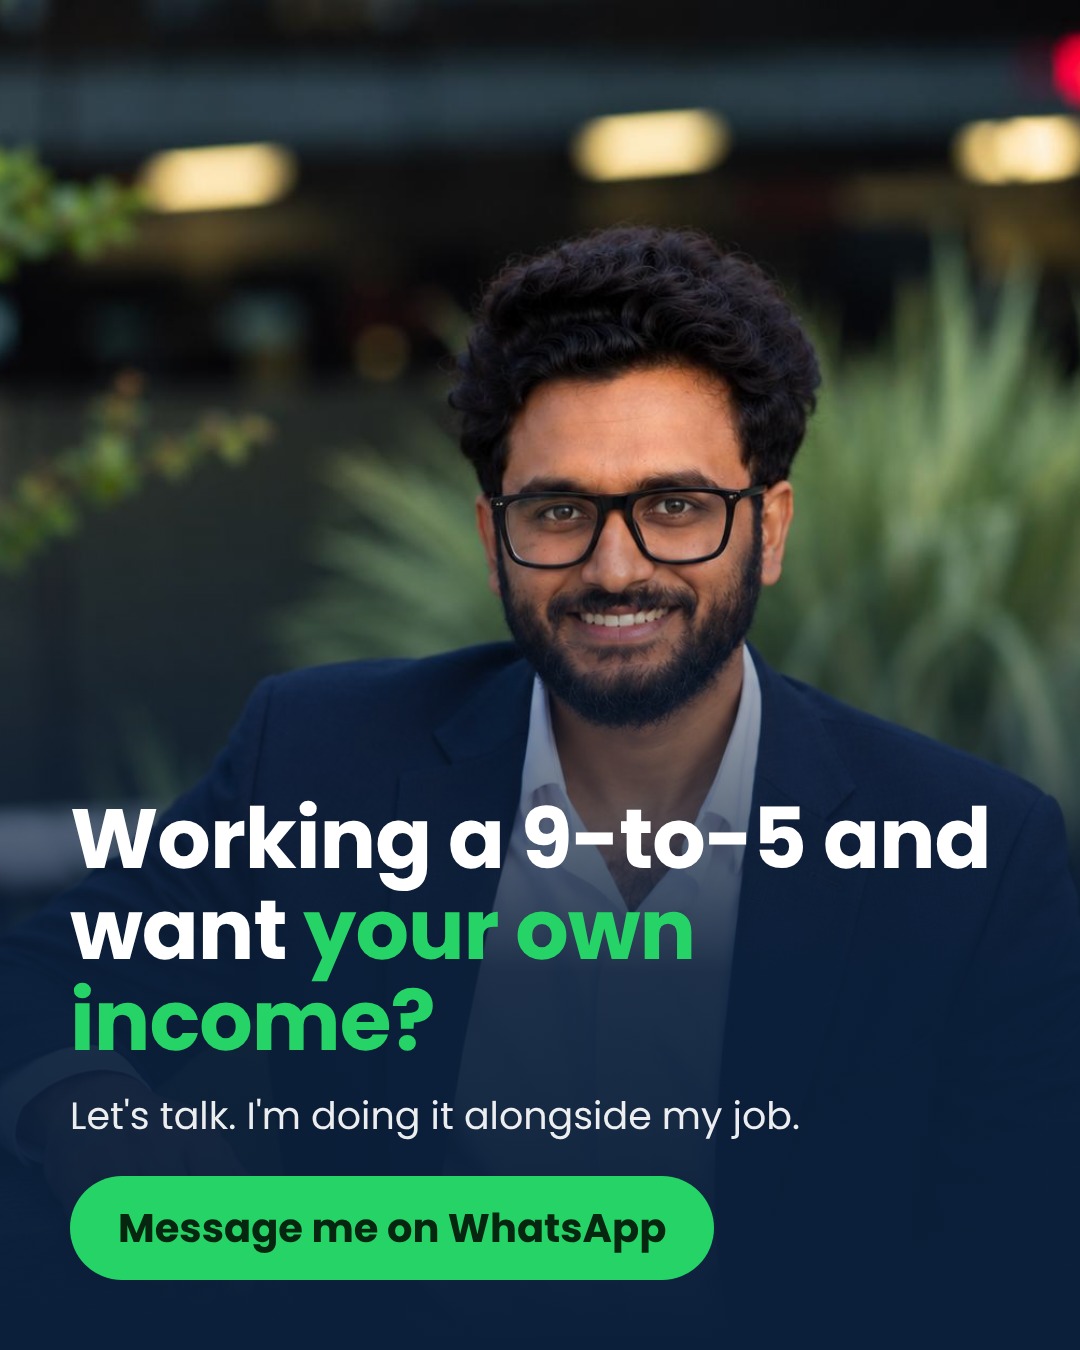 Working a 9-to-5 and
want your own
income?
Let's talk. I'm doing it alongside my job.
Message me on WhatsApp